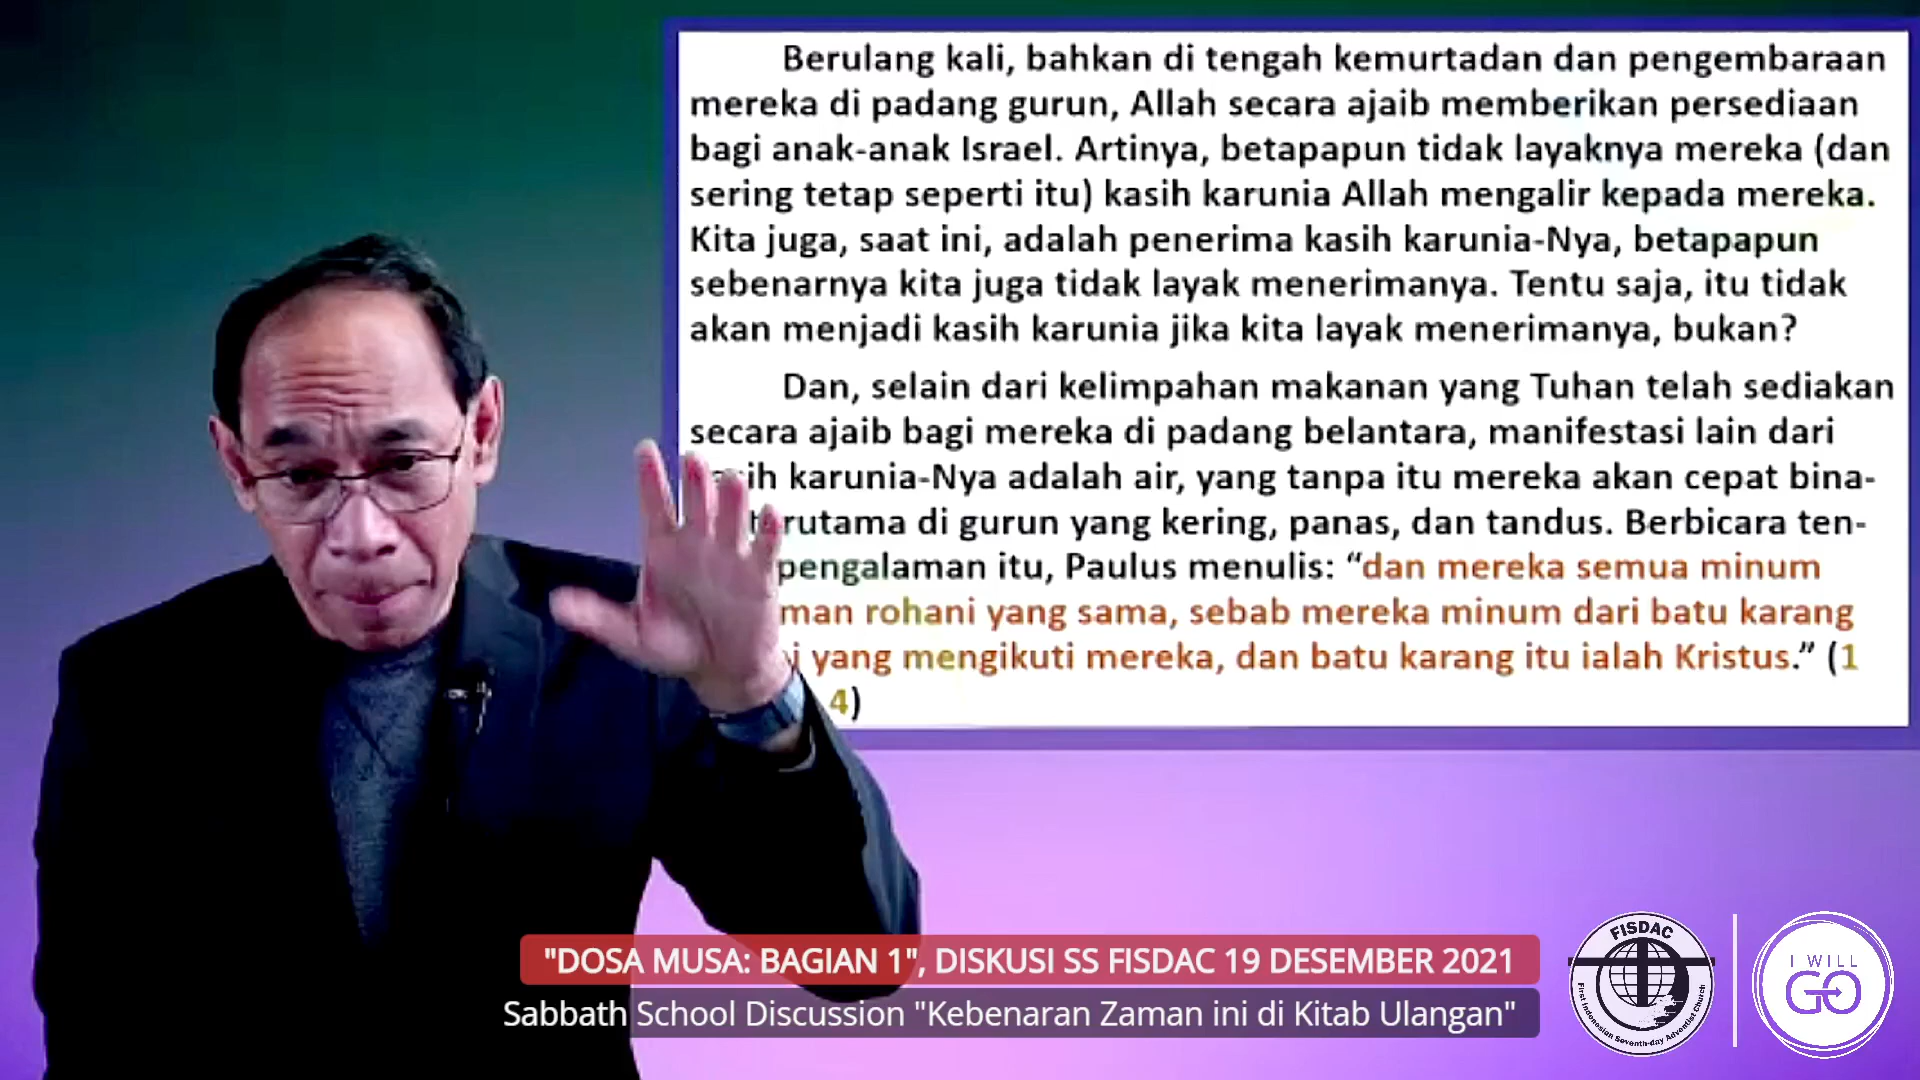 Berulang kali, bahkan di tengah kemurtadan dan pengembaraan
mereka di padang gurun, Allah secara ajaib memberikan persediaan
bagi anak-anak Israel. Artinya, betapapun tidak layaknya mereka (dan
sering tetap seperti itu) kasih karunia Allah mengalir kepada mereka.
Kita juga, saat ini, adalah penerima kasih karunia-Nya, betapapun
sebenarnya kita juga tidak layak menerimanya. Tentu saja, itu tidak
akan menjadi kasih karunia jika kita layak menerimanya, bukan?
Dan, selain dari kelimpahan makanan yang Tuhan telah sediakan
secara ajaib bagi mereka di padang belantara, manifestasi lain dari
karunia-Nya adalah air, yang tanpa itu mereka akan cepat bina-
di gurun yang kering, panas, dan tandus. Berbicara ten-
pengalaman itu, Paulus menulis: “dan mereka semua minum
rohani yang sama, sebab mereka minum dari batu karang
yang mengikuti mereka, dan batu karang itu ialah Kristus.” (1
4)
"DOSA MUSA: BAGIAN 1", DISKUSI SS FISDAC 19 DESEMBER 2021
Sabbath School Discussion "Kebenaran Zaman ini di Kitab Ulangan"
FISDAC
First Indonesian Seventh-day Adventist Church
I WILL
GO